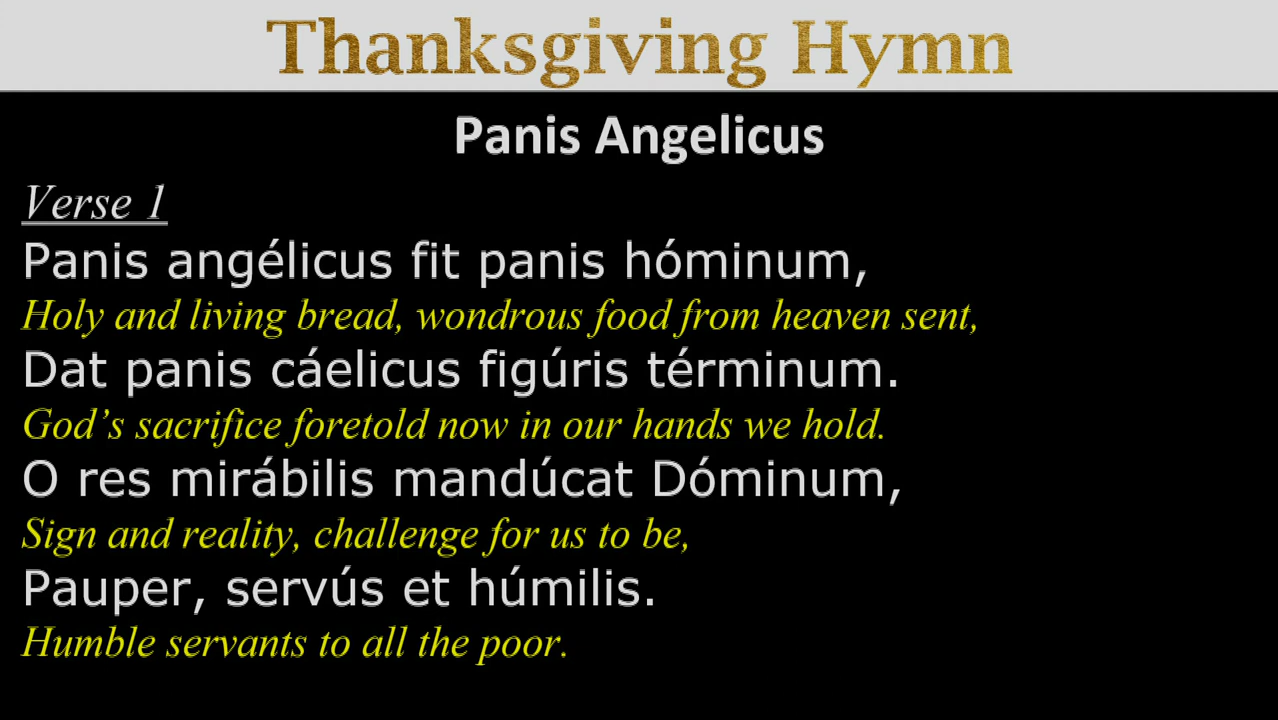 Thanksgiving Hymn
Panis Angelicus
Verse 1
Panis angélicus fit panis hóminum,
Holy and living bread, wondrous food from heaven sent,
Dat panis cáelicus figúris términum.
God’s sacrifice foretold now in our hands we hold.
O res mirábilis mandúcat Dóminum,
Sign and reality, challenge for us to be,
Pauper, servús et húmilis.
Humble servants to all the poor.